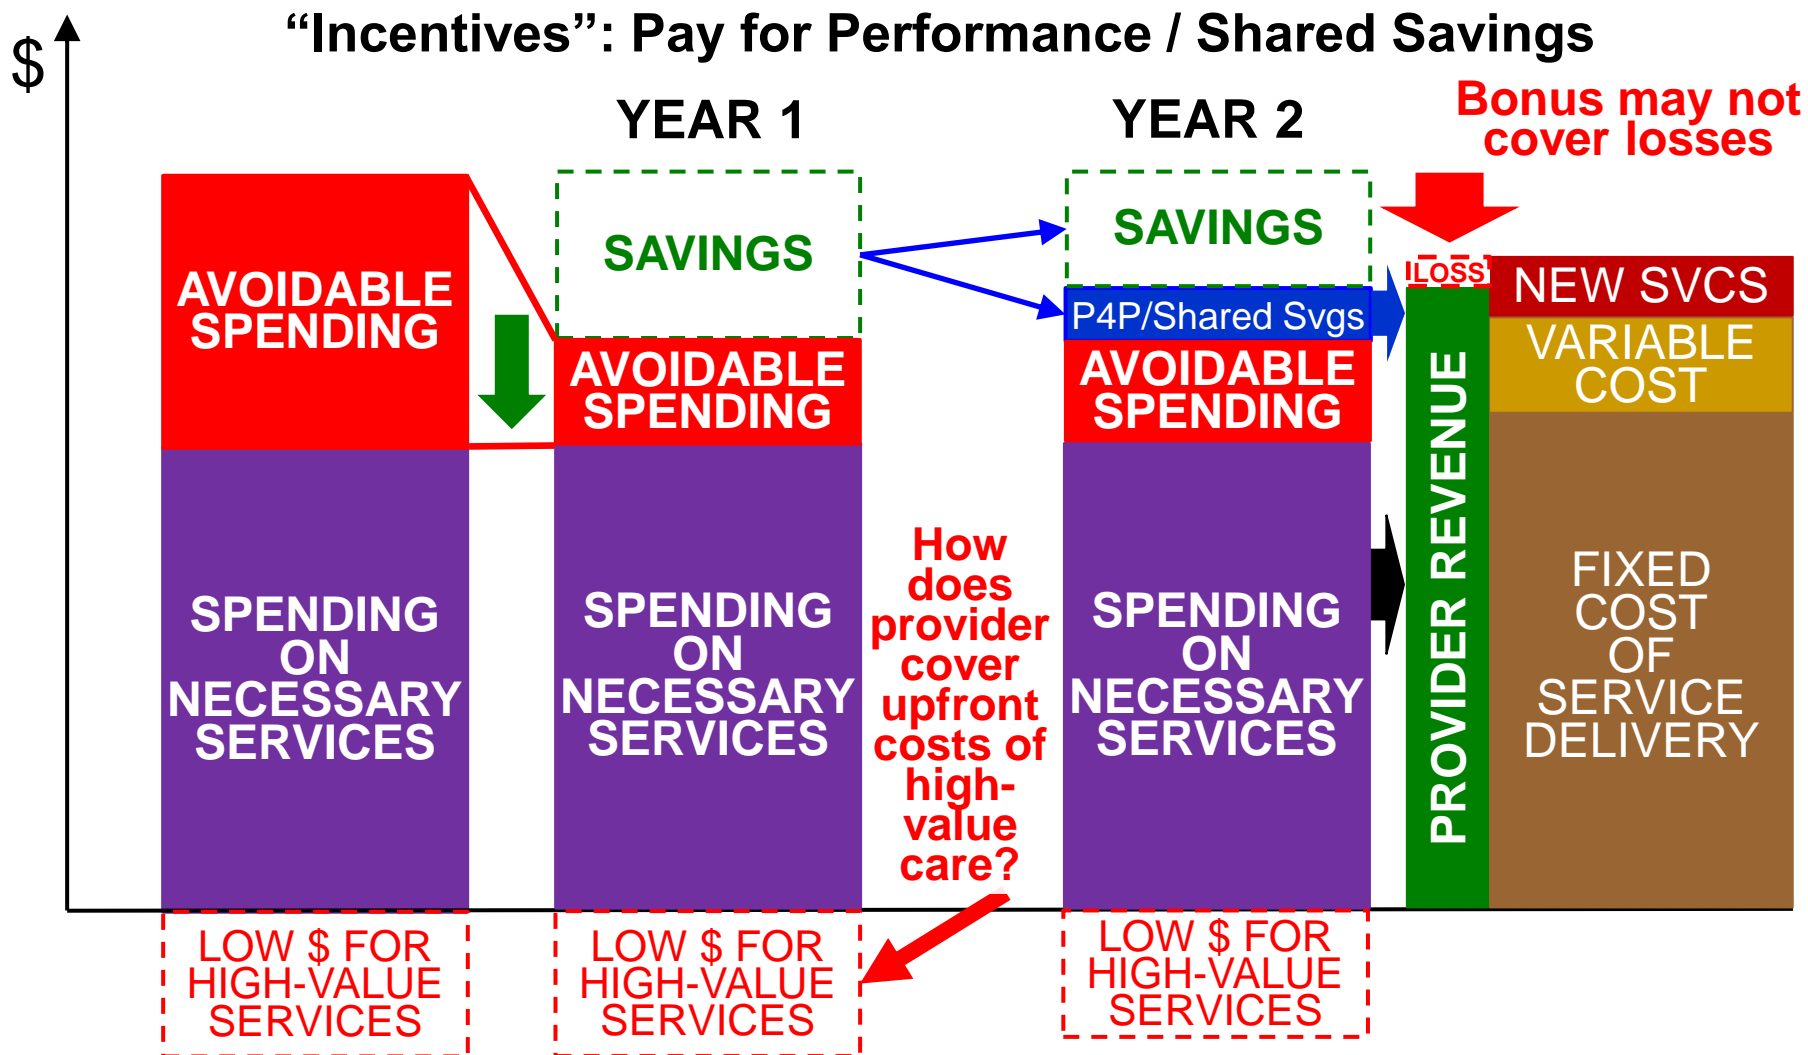 “Incentives”: Pay for Performance / Shared Savings
$
YEAR 1
YEAR 2
Bonus may not
cover losses
AVOIDABLE
SPENDING
SPENDING
ON
NECESSARY
SERVICES
LOW $ FOR
HIGH-VALUE
SERVICES
SAVINGS
AVOIDABLE
SPENDING
SPENDING
ON
NECESSARY
SERVICES
LOW $ FOR
HIGH-VALUE
SERVICES
How
does
provider
cover
upfront
costs of
high-
value
care?
SAVINGS
P4P/Shared Svgs
AVOIDABLE
SPENDING
SPENDING
ON
NECESSARY
SERVICES
LOW $ FOR
HIGH-VALUE
SERVICES
LOSS
PROVIDER REVENUE
NEW SVCS
VARIABLE
COST
FIXED
COST
OF
SERVICE
DELIVERY